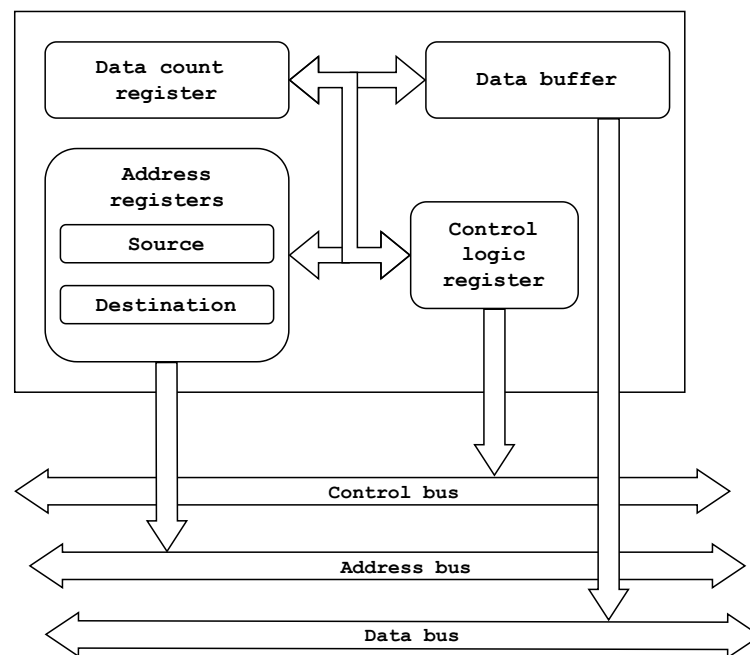 Data count
register
Data buffer
Address
registers
Source
Destination
Control
logic
register
Control bus
Address bus
Data bus